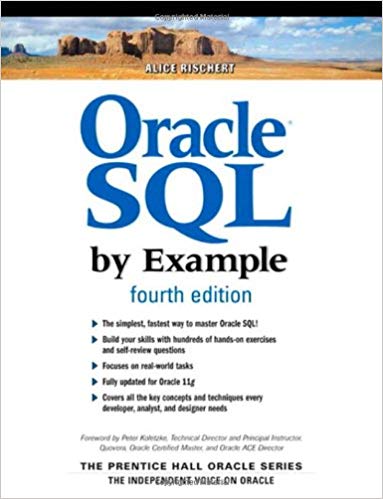 ALICE RISCHERT
Oracle®
SQL
by Example
fourth edition
The simplest, fastest way to master Oracle SQL!
Build your skills with hundreds of hands-on exercises
and self-review questions
Focuses on real-world tasks
Fully updated for Oracle 11g
Covers all the key concepts and techniques every
developer, analyst, and designer needs
Foreword by Peter Koletzke, Technical Director and Principal Instructor,
Quovera, Oracle Certified Master, and Oracle ACE Director
THE PRENTICE HALL ORACLE SERIES
THE INDEPENDENT VOICE ON ORACLE